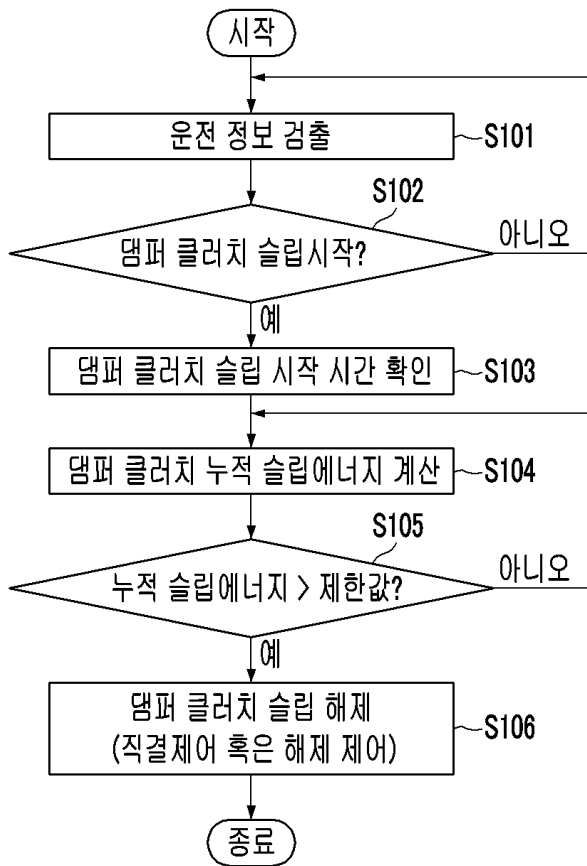 시작
운전 정보 검출
S101
S102
댐퍼 클러치 슬립시작?
아니오
예
댐퍼 클러치 슬립 시작 시간 확인
S103
댐퍼 클러치 누적 슬립에너지 계산
S104
S105
누적 슬립에너지 > 제한값?
아니오
예
댐퍼 클러치 슬립 해제
(직결제어 혹은 해제 제어)
S106
종료